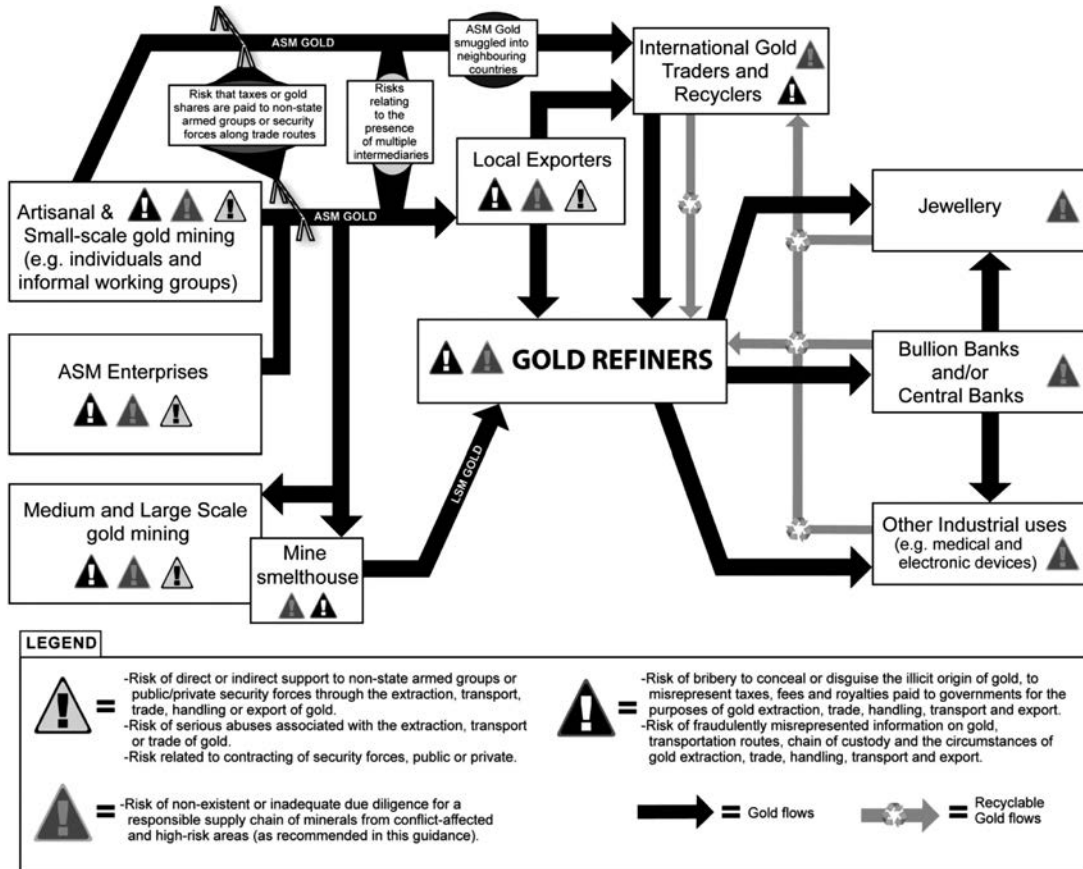 ASM GOLD
ASM Gold
smuggled into
neighbouring
countries
International Gold
Traders and
Recyclers
Risk that taxes or gold
shares are paid to non-state
armed groups or security
forces along trade routes
Risks
relating
to the
presence
of multiple
intermediaries
Local Exporters
Artisanal &
Small-scale gold mining
(e.g. individuals and
informal working groups)
ASM GOLD
Jewellery
ASM Enterprises
GOLD REFINERS
Bullion Banks
and/or
Central Banks
Medium and Large Scale
gold mining
Mine
smelthouse
LSM GOLD
Other Industrial uses
(e.g. medical and
electronic devices)
LEGEND
= -Risk of direct or indirect support to non-state armed groups or
public/private security forces through the extraction, transport,
trade, handling or export of gold.
-Risk of serious abuses associated with the extraction, transport
or trade of gold.
-Risk related to contracting of security forces, public or private.
= -Risk of non-existent or inadequate due diligence for a
responsible supply chain of minerals from conflict-affected
and high-risk areas (as recommended in this guidance).
= -Risk of bribery to conceal or disguise the illicit origin of gold, to
misrepresent taxes, fees and royalties paid to governments for the
purposes of gold extraction, trade, handling, transport and export.
-Risk of fraudulently misrepresented information on gold,
transportation routes, chain of custody and the circumstances of
gold extraction, trade, handling, transport and export.
= Gold flows
= Recyclable
Gold flows